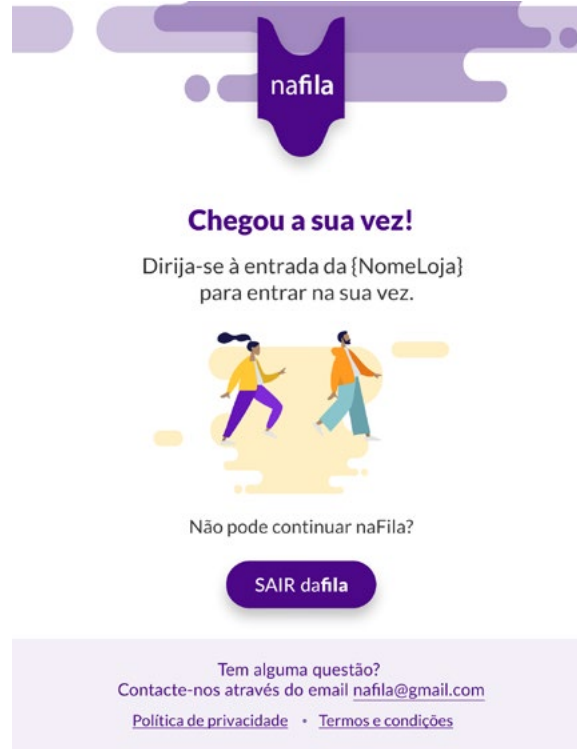 nafila
Chegou a sua vez!
Dirija-se à entrada da {NomeLoja}
para entrar na sua vez.
Não pode continuar naFila?
SAIR dafila
Tem alguma questão?
Contacte-nos através do email nafila@gmail.com
Política de privacidade • Termos e condições